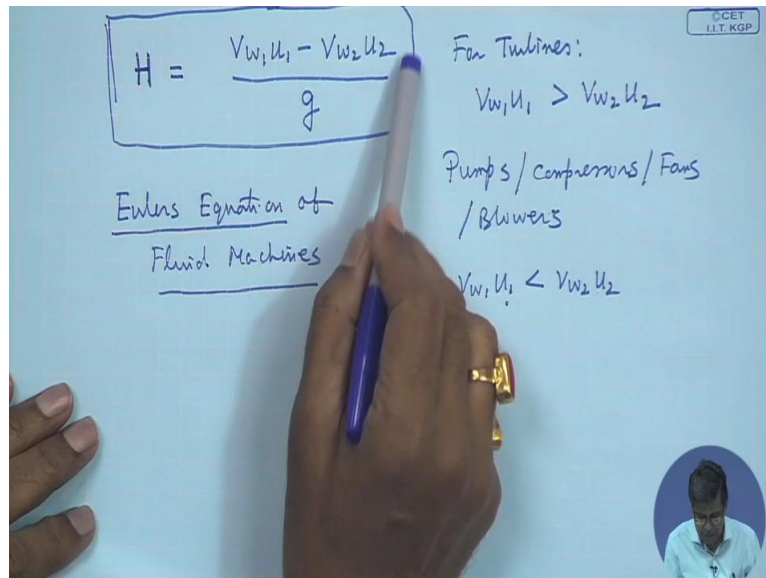 ©CET
I.I.T. KGP
H = (Vw₁u₁ - Vw₂u₂) / g
Eulers Equation of
Fluid Machines
For Turbines:
Vw₁u₁ > Vw₂u₂
Pumps / Compressors / Fans
/ Blowers
Vw₁u₁ < Vw₂u₂